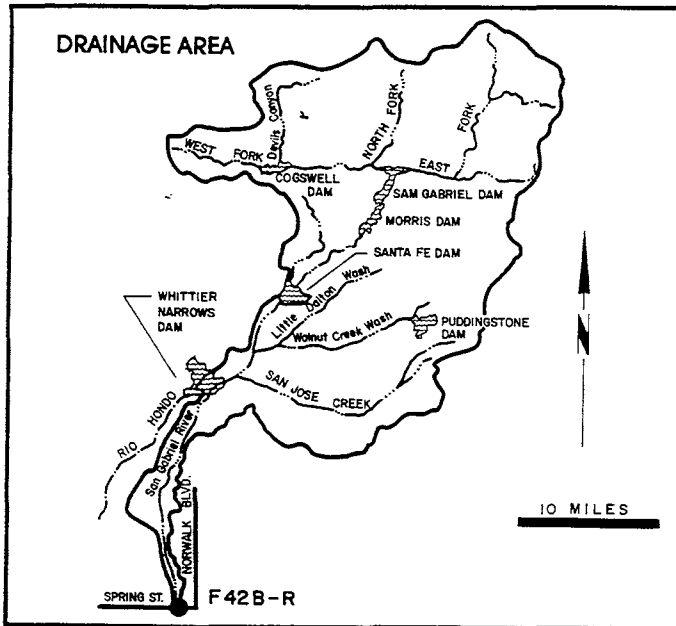 DRAINAGE AREA
Devils Canyon
NORTH FORK
FORK
WEST FORK
EAST
COGSWELL
DAM
SAM GABRIEL DAM
MORRIS DAM
SANTA FE DAM
WHITTIER
NARROWS
DAM
Little Dalton Wash
Walnut Creek Wash
PUDDINGSTONE
DAM
N
SAN JOSE CREEK
RIO HONDO
San Gabriel River
NORWALK BLVD.
10 MILES
SPRING ST.
F42B-R